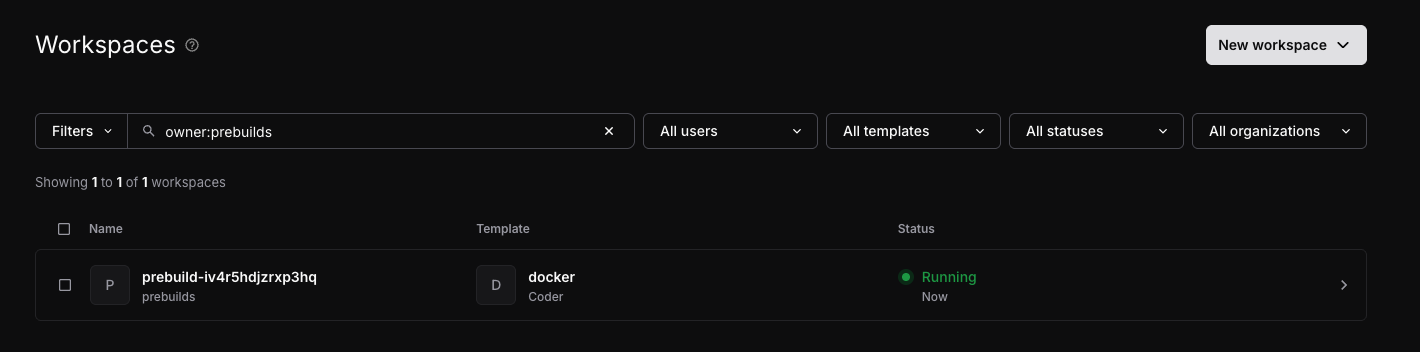 Workspaces
New workspace
Filters
owner:prebuilds
All users
All templates
All statuses
All organizations
Showing 1 to 1 of 1 workspaces
Name
Template
Status
P
prebuild-iv4r5hdjzrxp3hq
prebuilds
D
docker
Coder
Running
Now